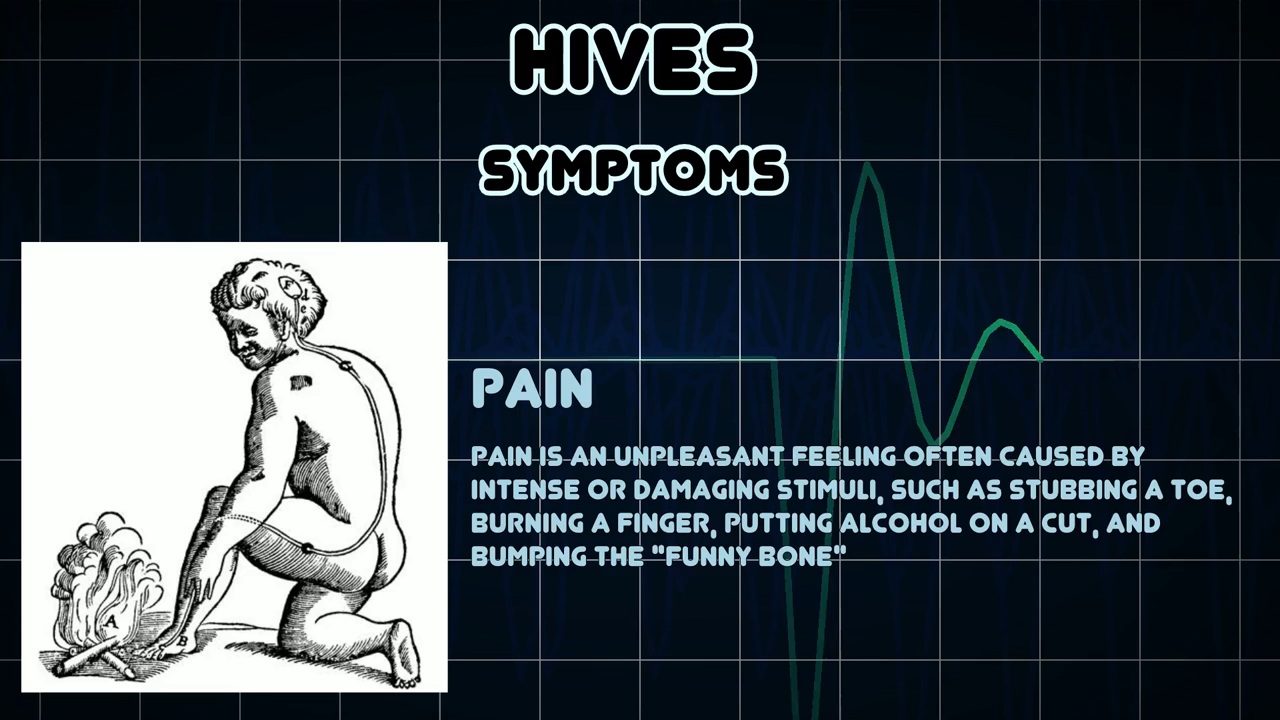 HIVES
SYMPTOMS
PAIN
PAIN IS AN UNPLEASANT FEELING OFTEN CAUSED BY
INTENSE OR DAMAGING STIMULI, SUCH AS STUBBING A TOE,
BURNING A FINGER, PUTTING ALCOHOL ON A CUT, AND
BUMPING THE "FUNNY BONE"
F
A
B